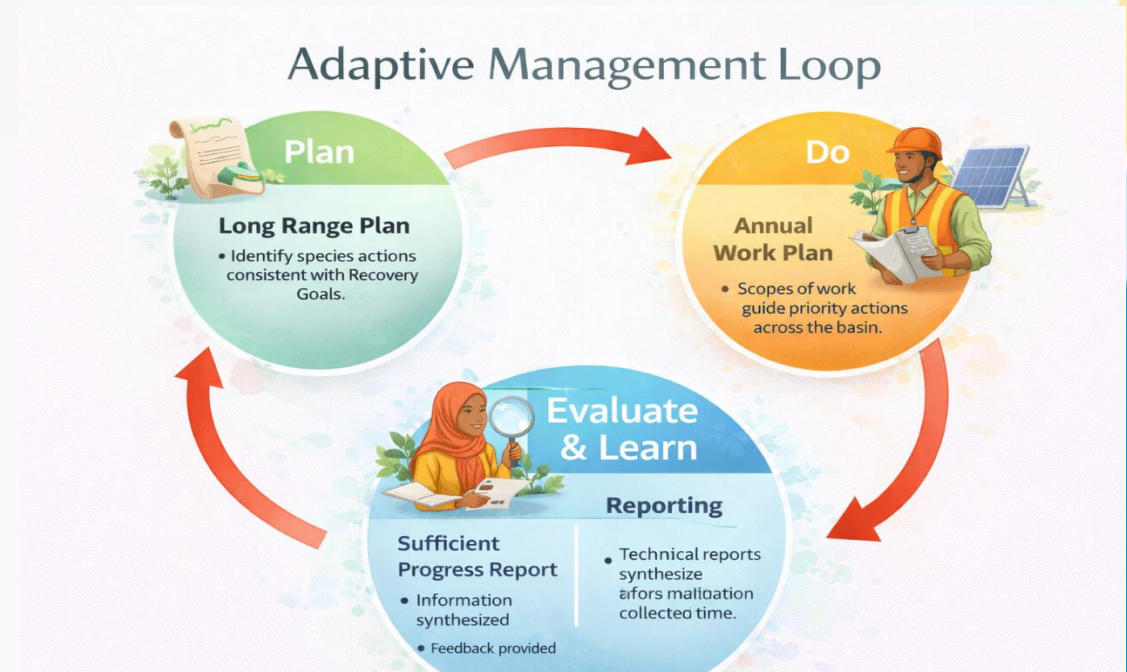 Adaptive Management Loop
Plan
Long Range Plan
• Identify species actions
consistent with Recovery
Goals.
Do
Annual
Work Plan
• Scopes of work
guide priority actions
across the basin.
Evaluate
& Learn
Sufficient
Progress Report
• Information
synthesized
• Feedback provided
Reporting
• Technical reports
synthesize
collected time.